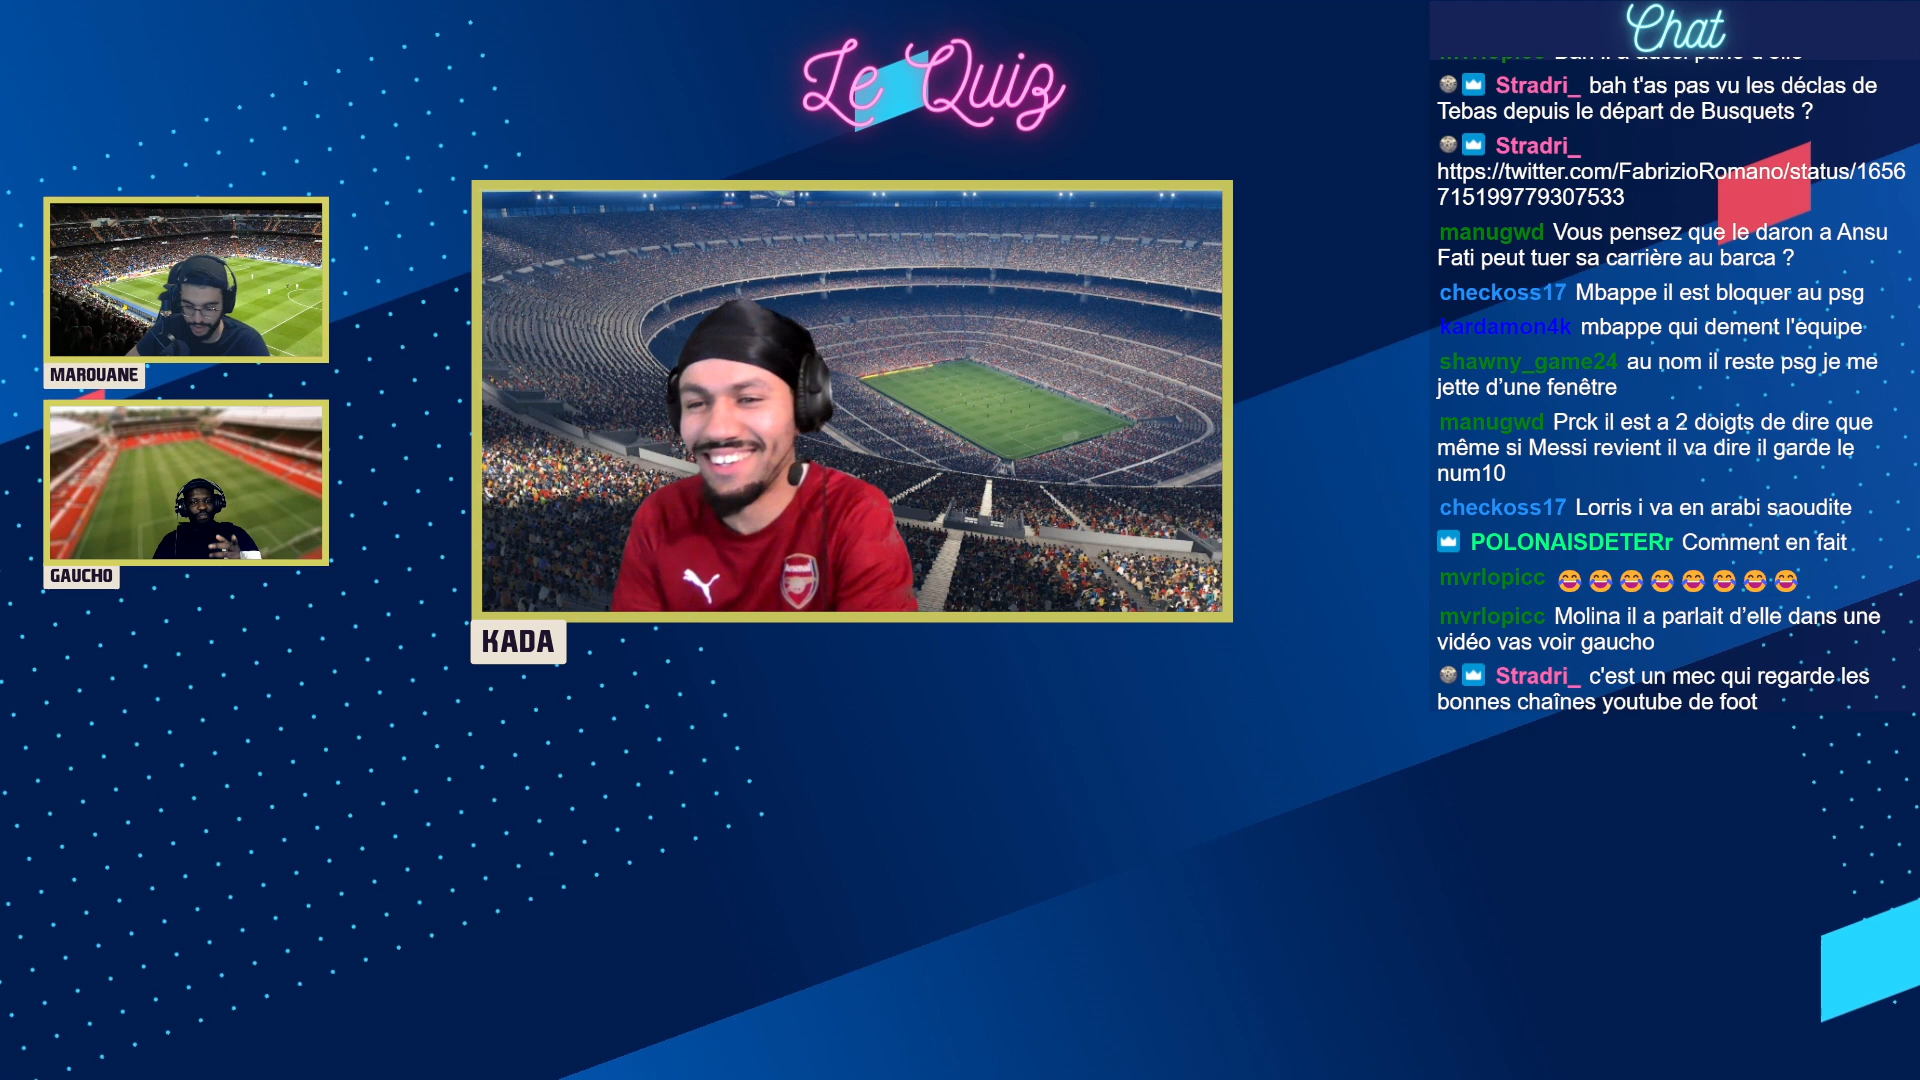 Le Quiz
MAROUANE
GAUCHO
KADA
Arsenal
Chat
Stradri_ bah t'as pas vu les déclas de
Tebas depuis le départ de Busquets ?
Stradri_
https://twitter.com/FabrizioRomano/status/1656
715199779307533
manugwd Vous pensez que le daron a Ansu
Fati peut tuer sa carrière au barca ?
checkoss17 Mbappe il est bloquer au psg
kardamon4k mbappe qui dement l'equipe
shawny_game24 au nom il reste psg je me
jette d’une fenêtre
manugwd Prck il est a 2 doigts de dire que
même si Messi revient il va dire il garde le
num10
checkoss17 Lorris i va en arabi saoudite
POLONAISDETERr Comment en fait
mvrlopicc 😂😂😂😂😂😂😂😂
mvrlopicc Molina il a parlait d’elle dans une
vidéo vas voir gaucho
Stradri_ c'est un mec qui regarde les
bonnes chaînes youtube de foot